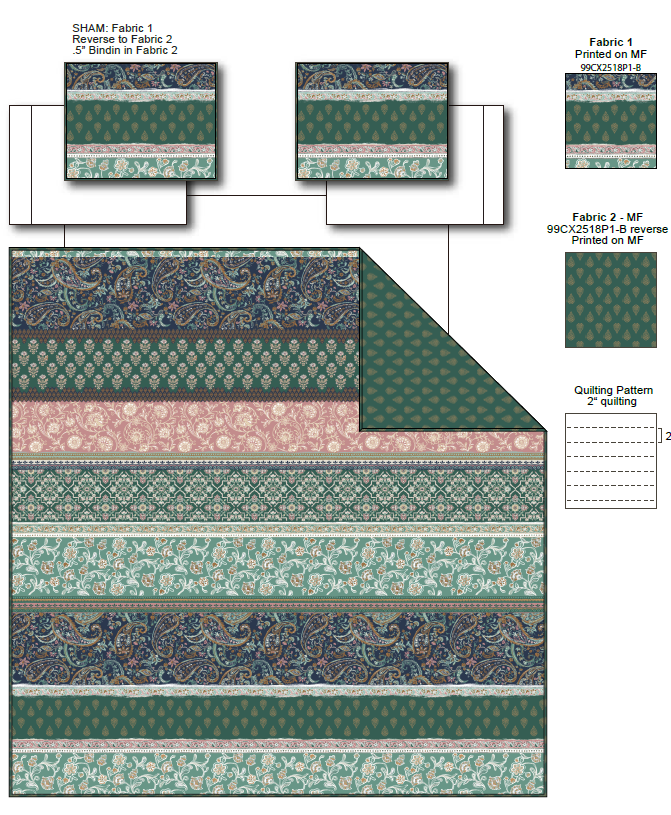 SHAM: Fabric 1
Reverse to Fabric 2
.5" Bindin in Fabric 2
Fabric 1
Printed on MF
99CX2518P1-B
Fabric 2 - MF
99CX2518P1-B reverse
Printed on MF
Quilting Pattern
2“ quilting
2